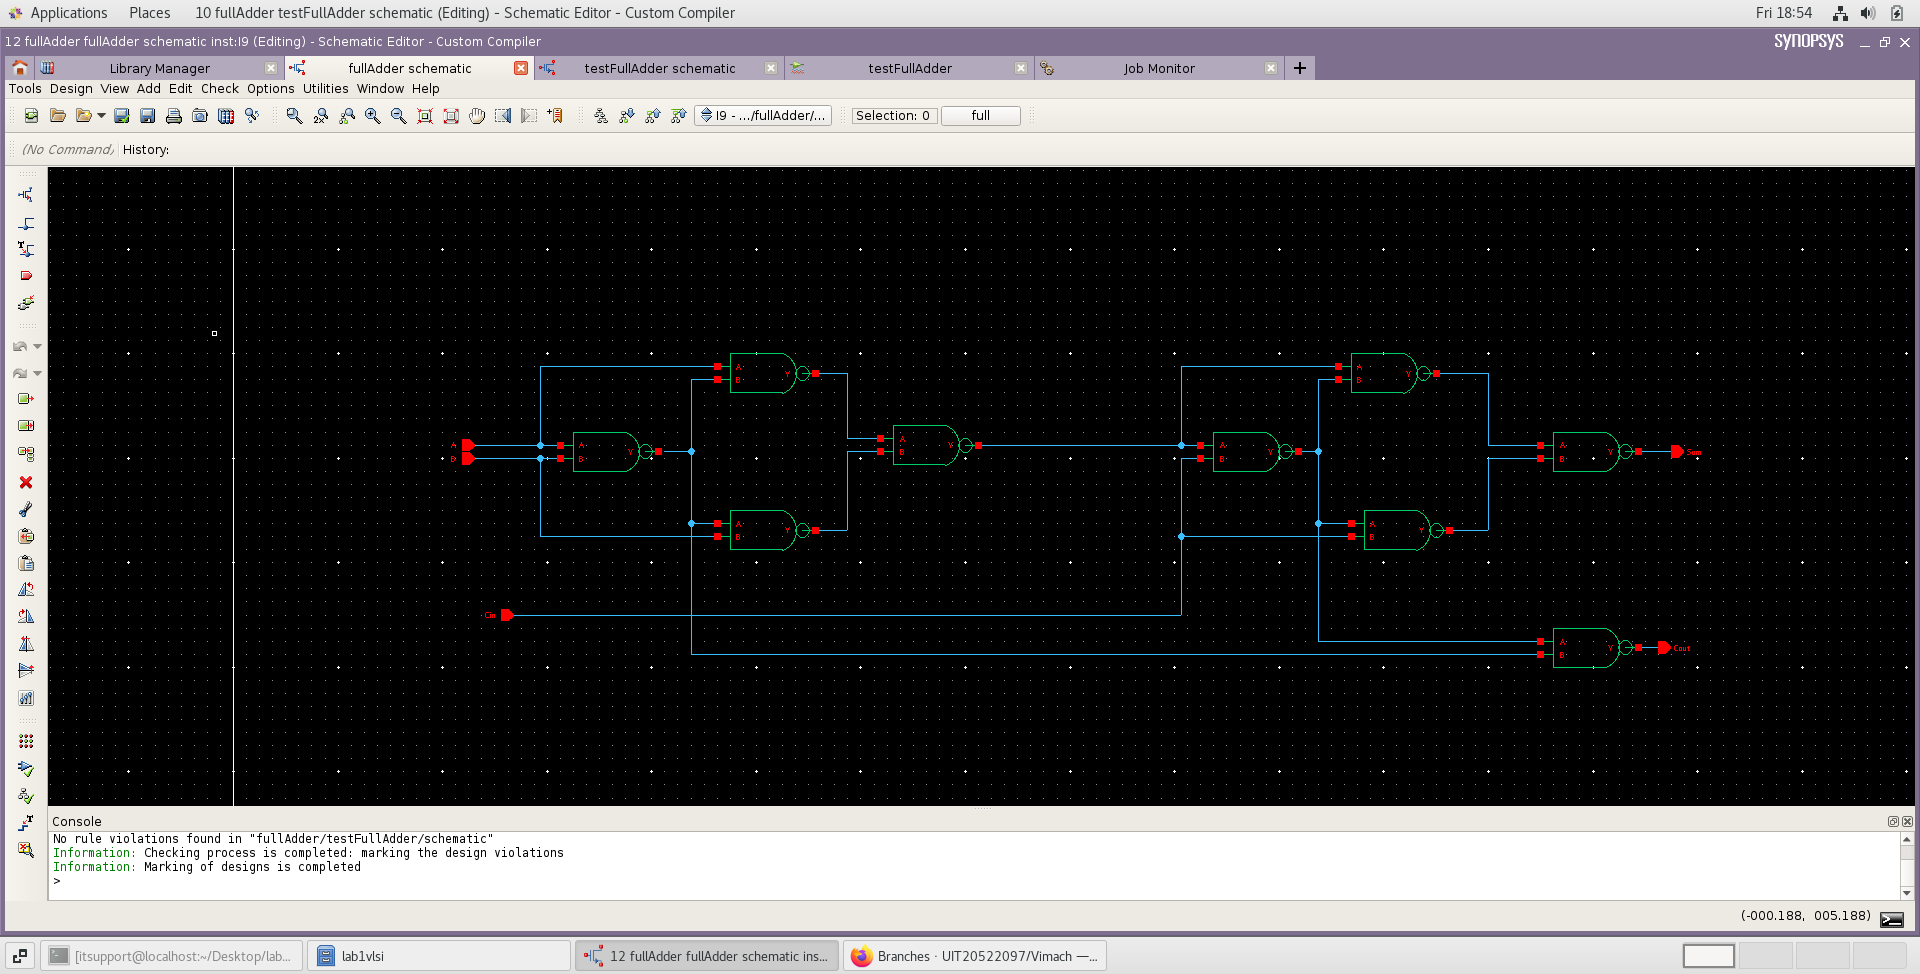 Applications Places 10 fullAdder testFullAdder schematic (Editing) - Schematic Editor - Custom Compiler Fri 18:54
12 fullAdder fullAdder schematic inst:I9 (Editing) - Schematic Editor - Custom Compiler SYNOPSYS
Library Manager fullAdder schematic testFullAdder schematic testFullAdder Job Monitor
Tools Design View Add Edit Check Options Utilities Window Help
I9 - .../fullAdder/... Selection: 0 full
(No Command) History:
A B Y
A B Y
A
B
A B Y
A B Y
A B Y
A B Y
Sum
A B Y
A B Y
A B Y
Cin
A B Y
Cout
Console
No rule violations found in "fullAdder/testFullAdder/schematic"
Information: Checking process is completed: marking the design violations
Information: Marking of designs is completed
>
(-000.188, 005.188)
[itsupport@localhost:~/Desktop/lab... lab1vlsi 12 fullAdder fullAdder schematic ins... Branches · UIT20522097/Vimach —...